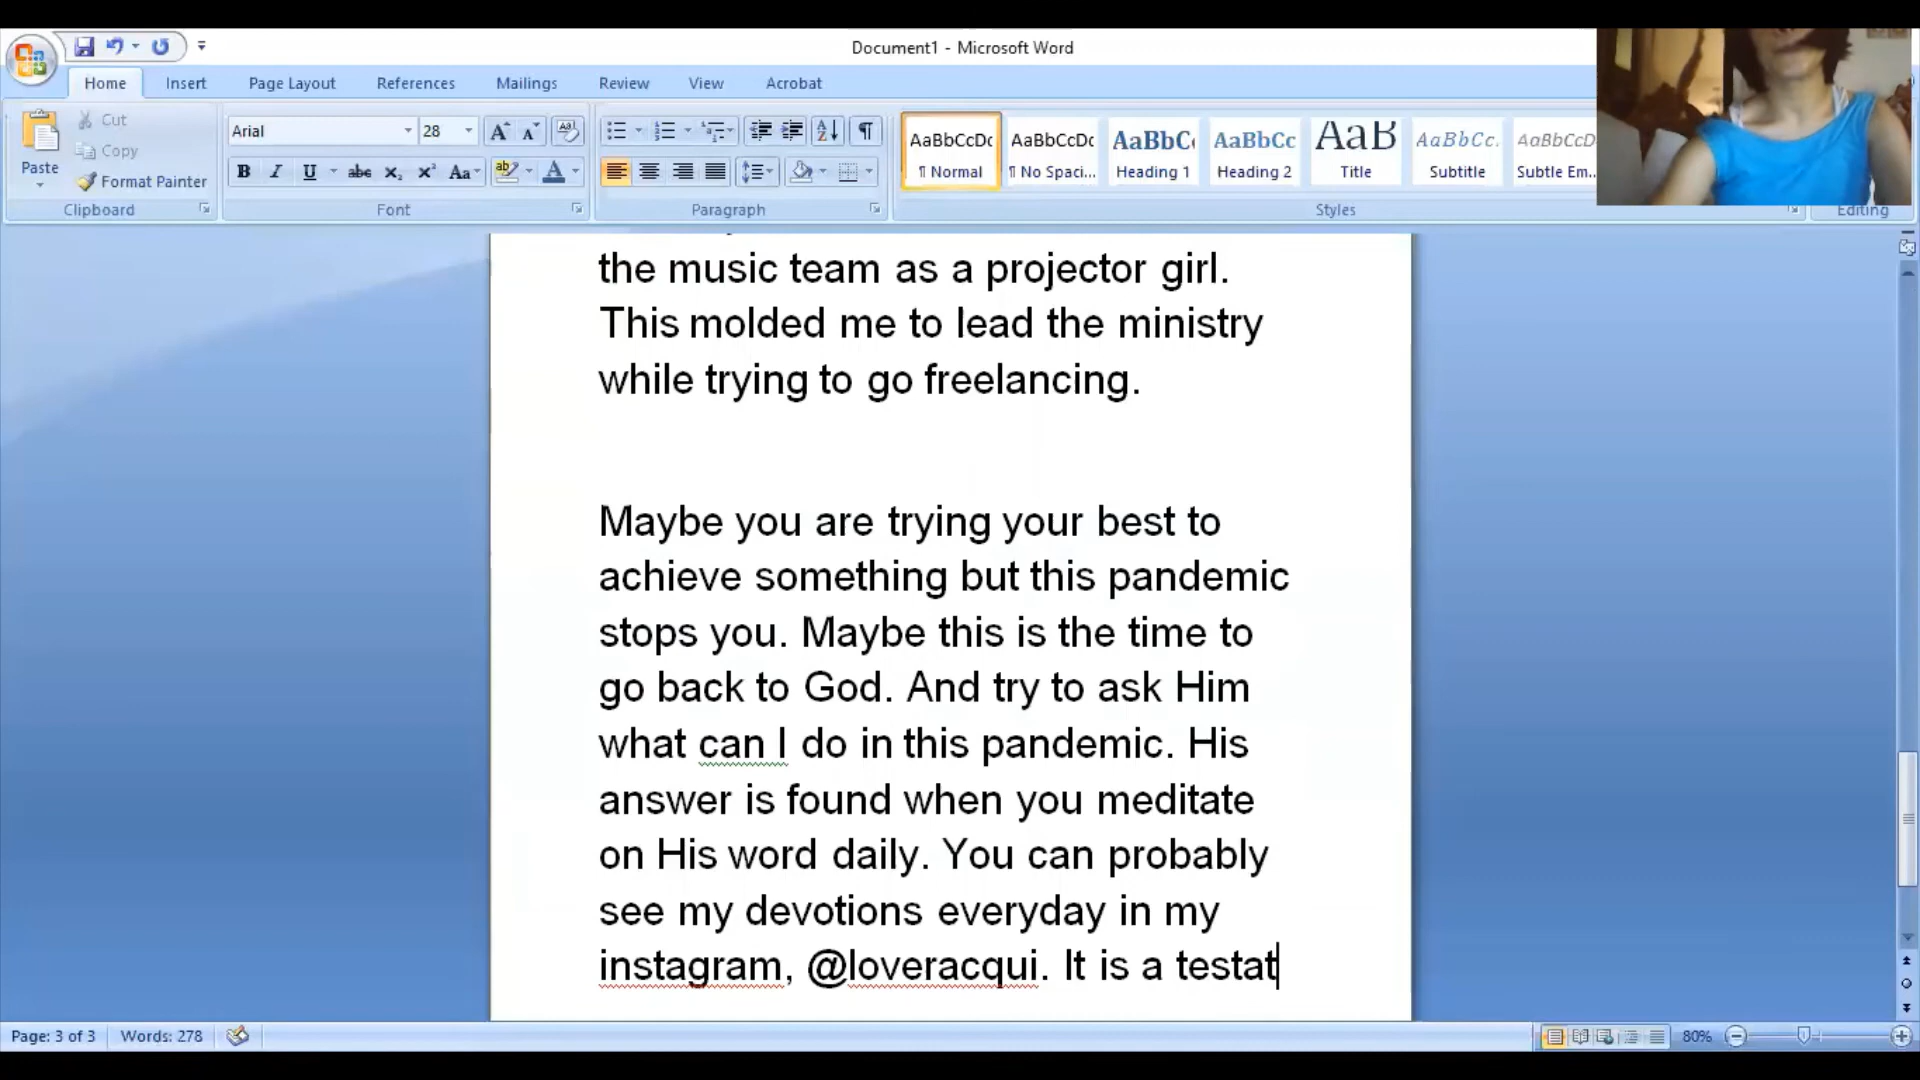 Document1 - Microsoft Word
Home Insert Page Layout References Mailings Review View Acrobat
Paste
Cut
Copy
Format Painter
Clipboard
Arial 28
Font
Paragraph
AaBbCcDc AaBbCcDc AaBbC AaBbCc AaB AaBbCc. AaBbCcD
¶ Normal ¶ No Spaci... Heading 1 Heading 2 Title Subtitle Subtle Em...
Styles
Editing
the music team as a projector girl.
This molded me to lead the ministry
while trying to go freelancing.
Maybe you are trying your best to
achieve something but this pandemic
stops you. Maybe this is the time to
go back to God. And try to ask Him
what can I do in this pandemic. His
answer is found when you meditate
on His word daily. You can probably
see my devotions everyday in my
instagram, @loveracqui. It is a testat
Page: 3 of 3 Words: 278 80%